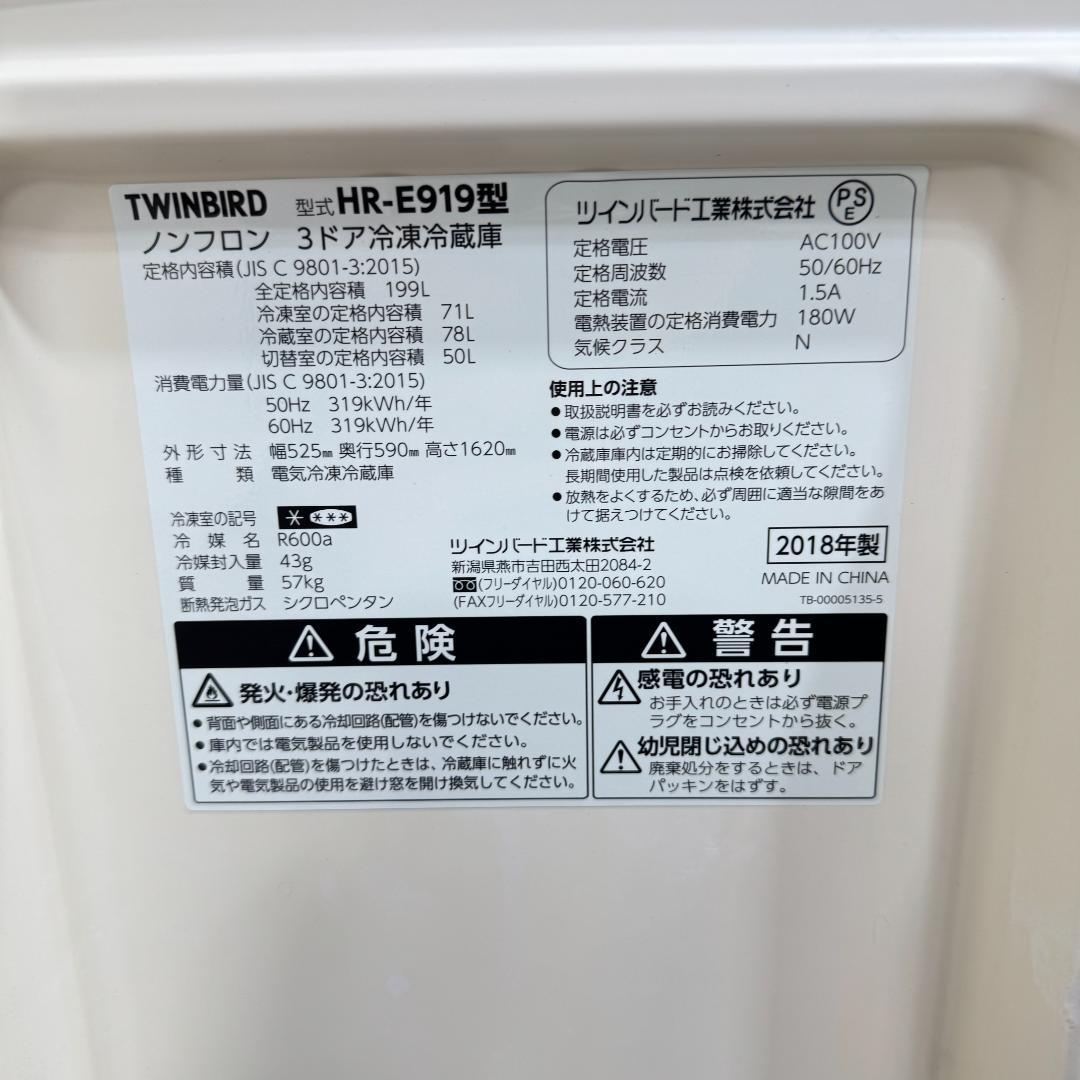 TWINBIRD 型式 HR-E919型
ノンフロン 3ドア冷凍冷蔵庫
定格内容積(JIS C 9801-3:2015)
全定格内容積 199L
冷凍室の定格内容積 71L
冷蔵室の定格内容積 78L
切替室の定格内容積 50L
消費電力量(JIS C 9801-3:2015)
50Hz 319kWh/年
60Hz 319kWh/年
外形寸法 幅525mm 奥行590mm 高さ1620mm
種類 電気冷凍冷蔵庫
冷凍室の記号 * ***
冷媒名 R600a
冷媒封入量 43g
質量 57kg
断熱発泡ガス シクロペンタン
ツインバード工業株式会社 PSE
定格電圧 AC100V
定格周波数 50/60Hz
定格電流 1.5A
電熱装置の定格消費電力 180W
気候クラス N
使用上の注意
●取扱説明書を必ずお読みください。
●電源は必ずコンセントからお取りください。
●冷蔵庫庫内は定期的にお掃除してください。
長期間使用した製品は点検を依頼してください。
●放熱をよくするため、必ず周囲に適当な隙間をあ
けて据えつけてください。
ツインバード工業株式会社
新潟県燕市吉田西太田2084-2
(フリーダイヤル)0120-060-620
(FAXフリーダイヤル)0120-577-210
2018年製
MADE IN CHINA
TB-00005135-5
危険
発火・爆発の恐れあり
●背面や側面にある冷却回路(配管)を傷つけないでください。
●庫内では電気製品を使用しないでください。
●冷却回路(配管)を傷つけたときは、冷蔵庫に触れずに火
気や電気製品の使用を避け窓を開け換気してください。
警告
感電の恐れあり
お手入れのときは必ず電源プ
ラグをコンセントから抜く。
幼児閉じ込めの恐れあり
廃棄処分をするときは、ドア
パッキンをはずす。